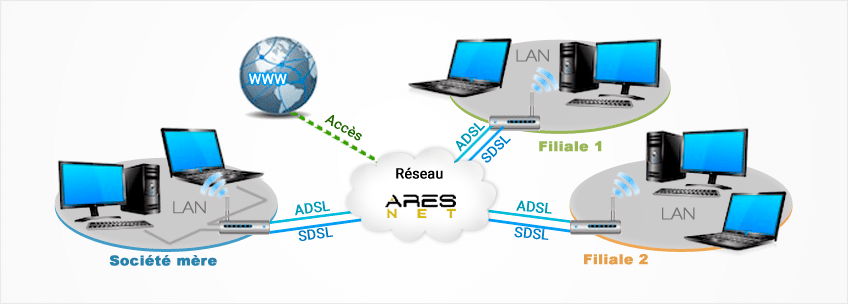 WWW
Accès
LAN
ADSL
SDSL
Filiale 1
Réseau
ARES
NET
LAN
ADSL
SDSL
Société mère
ADSL
SDSL
LAN
Filiale 2